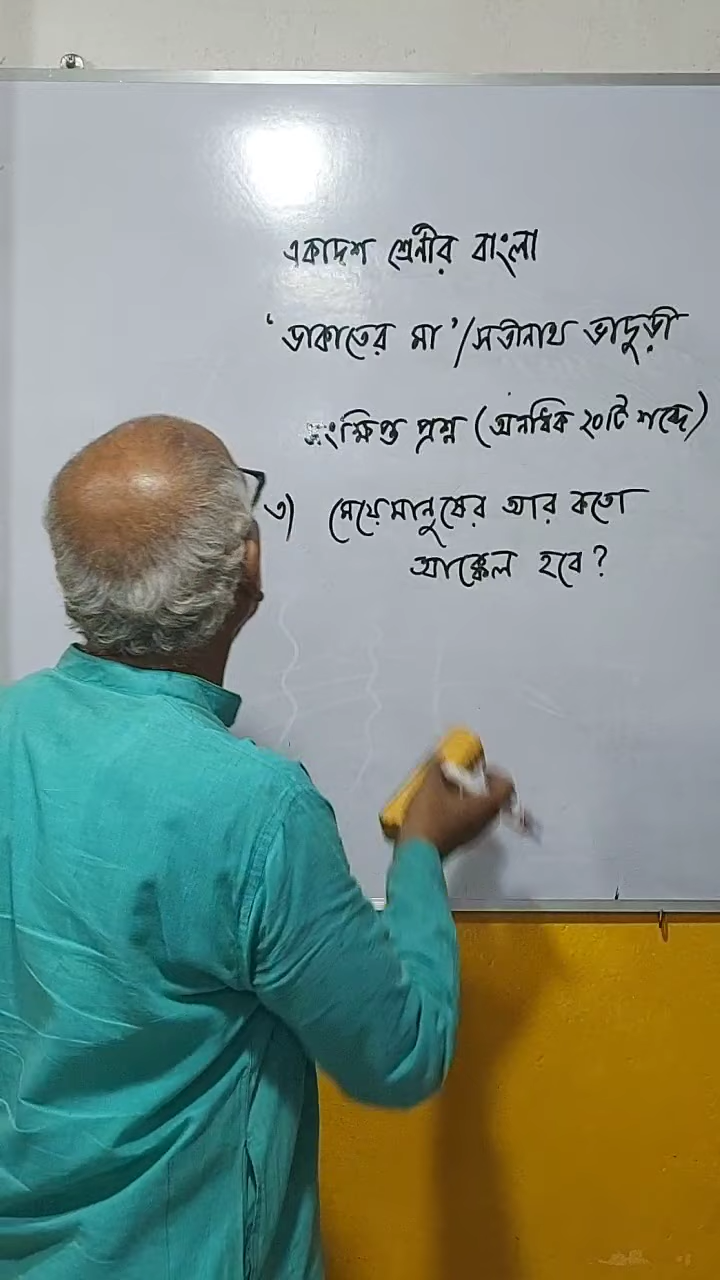 একাদশ শ্রেনীর বাংলা
'ডাকাতের মা'/সতীনাথ ভাদুড়ী
সংক্ষিপ্ত প্রশ্ন (অনধিক ২০টি শব্দে)
৩) মেয়েমানুষের আর কতো
আক্কেল হবে?